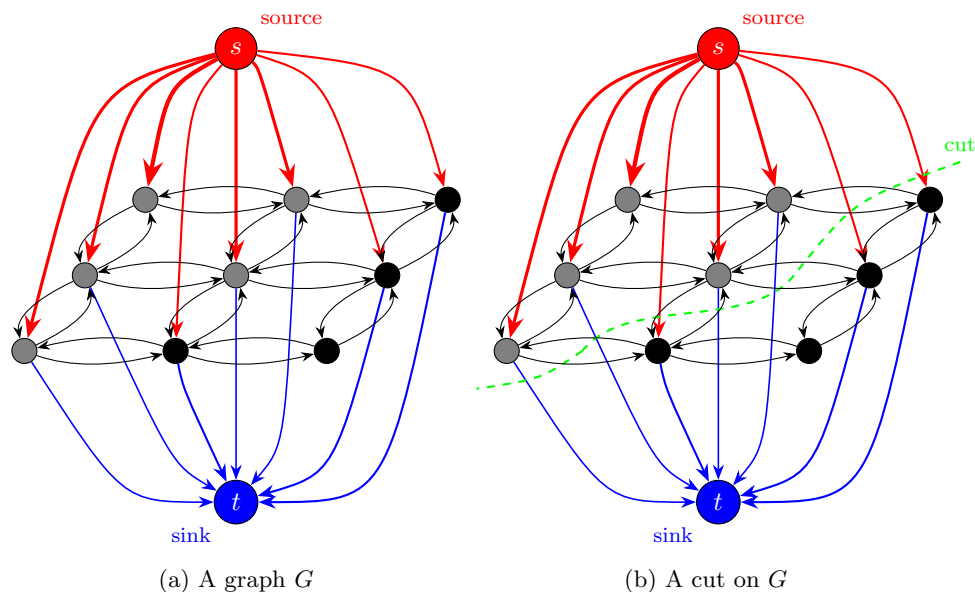 source
s
t
sink
(a) A graph G
source
s
cut
t
sink
(b) A cut on G